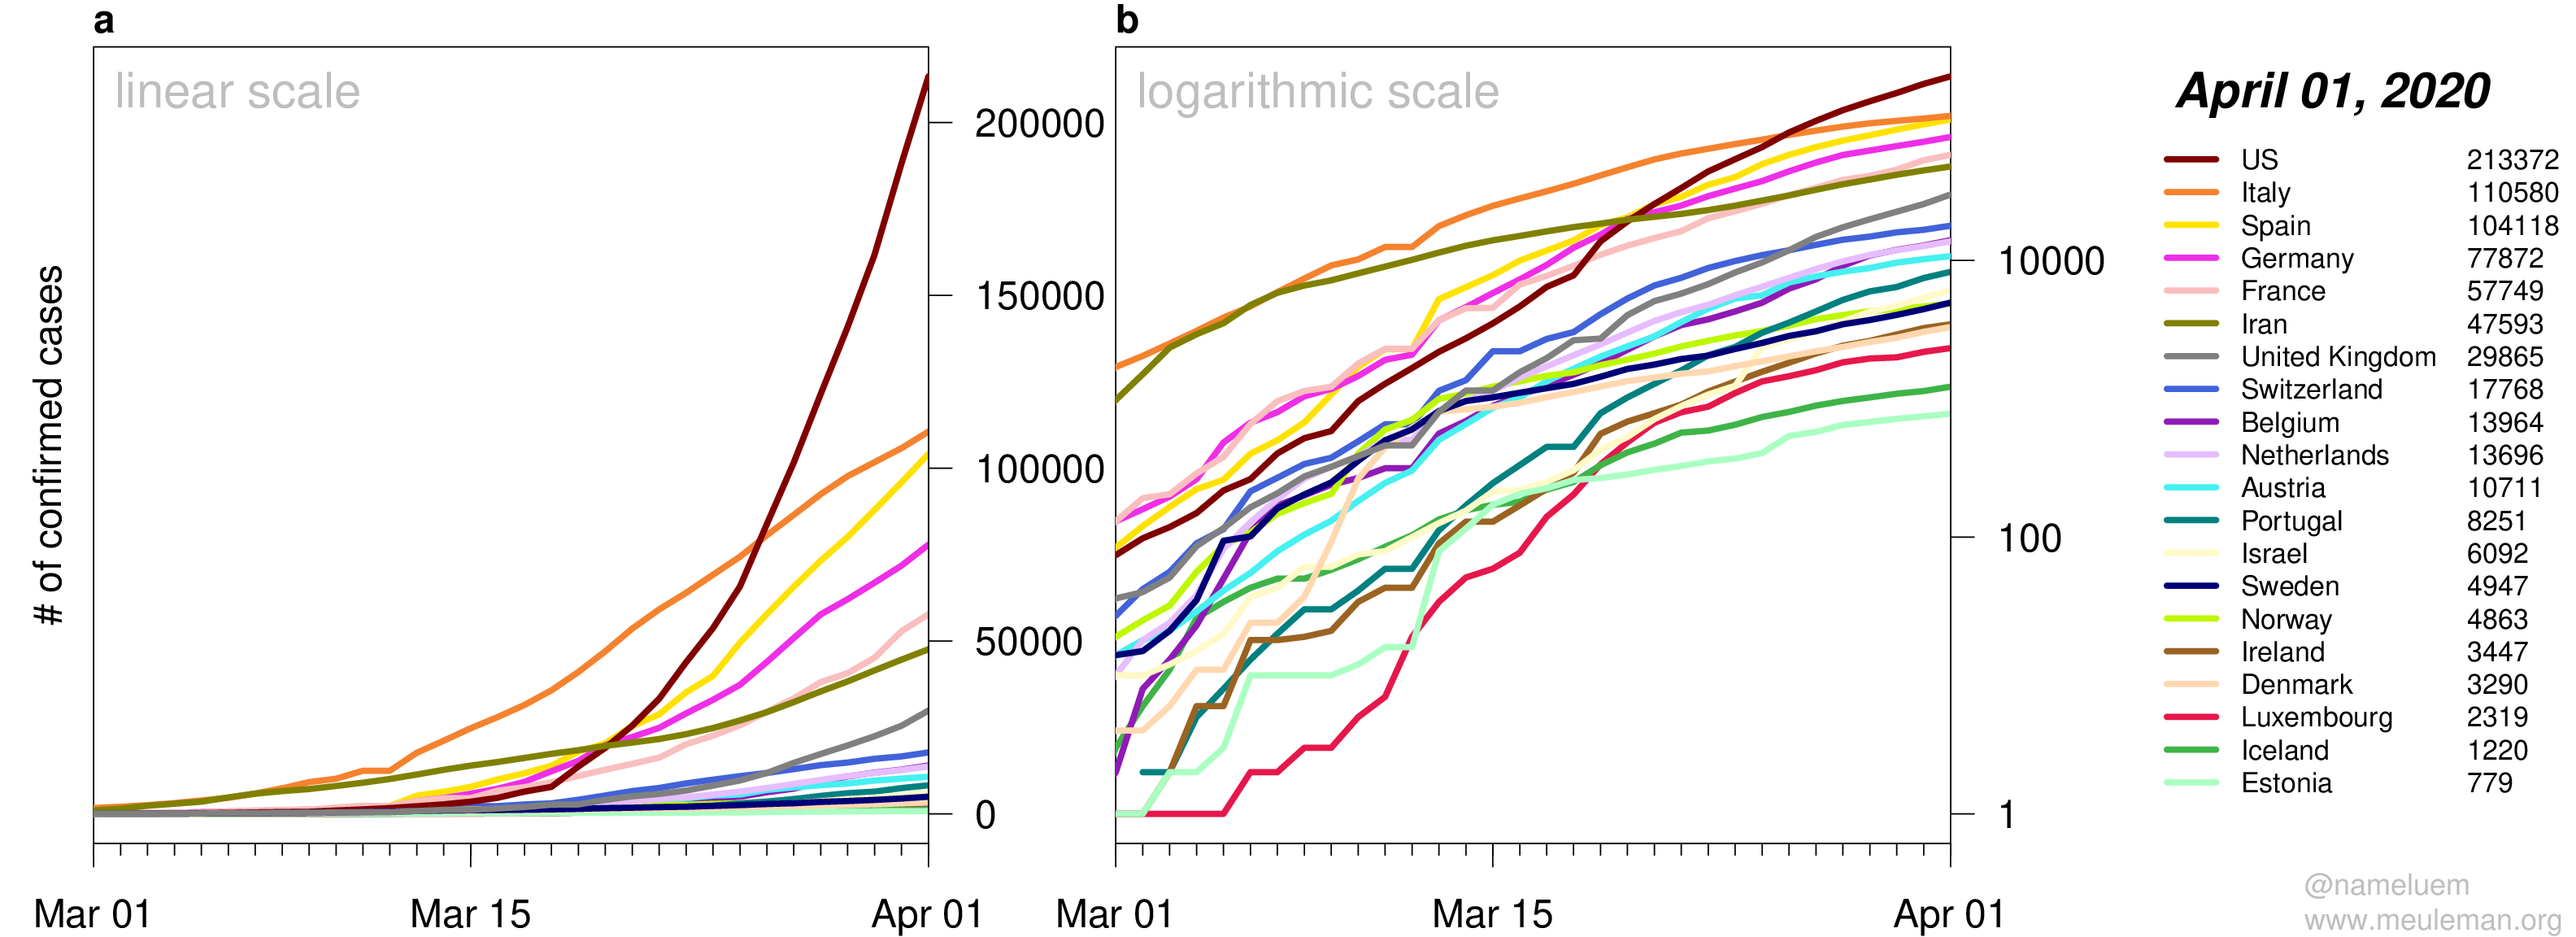 a
linear scale
# of confirmed cases
200000
150000
100000
50000
0
Mar 01 Mar 15 Apr 01
b
logarithmic scale
10000
100
1
Mar 01 Mar 15 Apr 01
April 01, 2020
US 213372
Italy 110580
Spain 104118
Germany 77872
France 57749
Iran 47593
United Kingdom 29865
Switzerland 17768
Belgium 13964
Netherlands 13696
Austria 10711
Portugal 8251
Israel 6092
Sweden 4947
Norway 4863
Ireland 3447
Denmark 3290
Luxembourg 2319
Iceland 1220
Estonia 779
@nameluem
www.meuleman.org